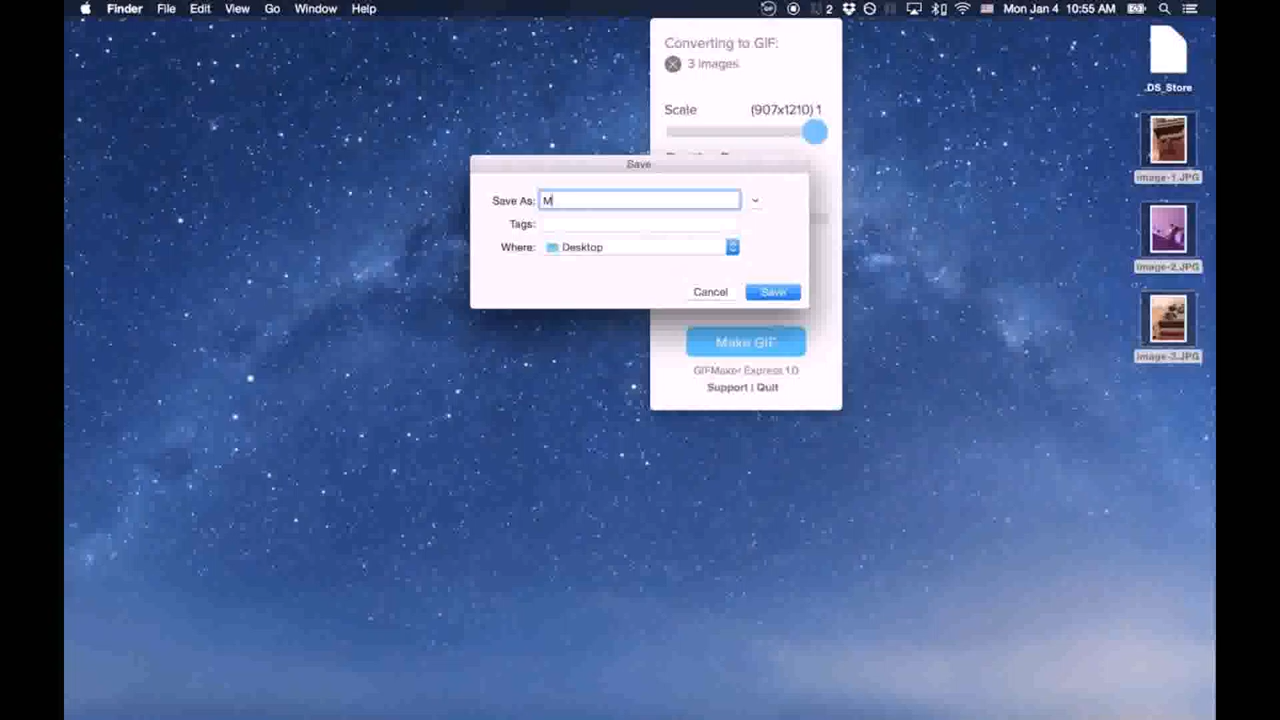 Finder File Edit View Go Window Help
2 Mon Jan 4 10:55 AM
Converting to GIF:
3 images
Scale (907x1210) 1
Save
Save As: M
Tags:
Where: Desktop
Cancel Save
Make GIF
GIFMaker Express 1.0
Support | Quit
.DS_Store
image-1.JPG
image-2.JPG
image-3.JPG